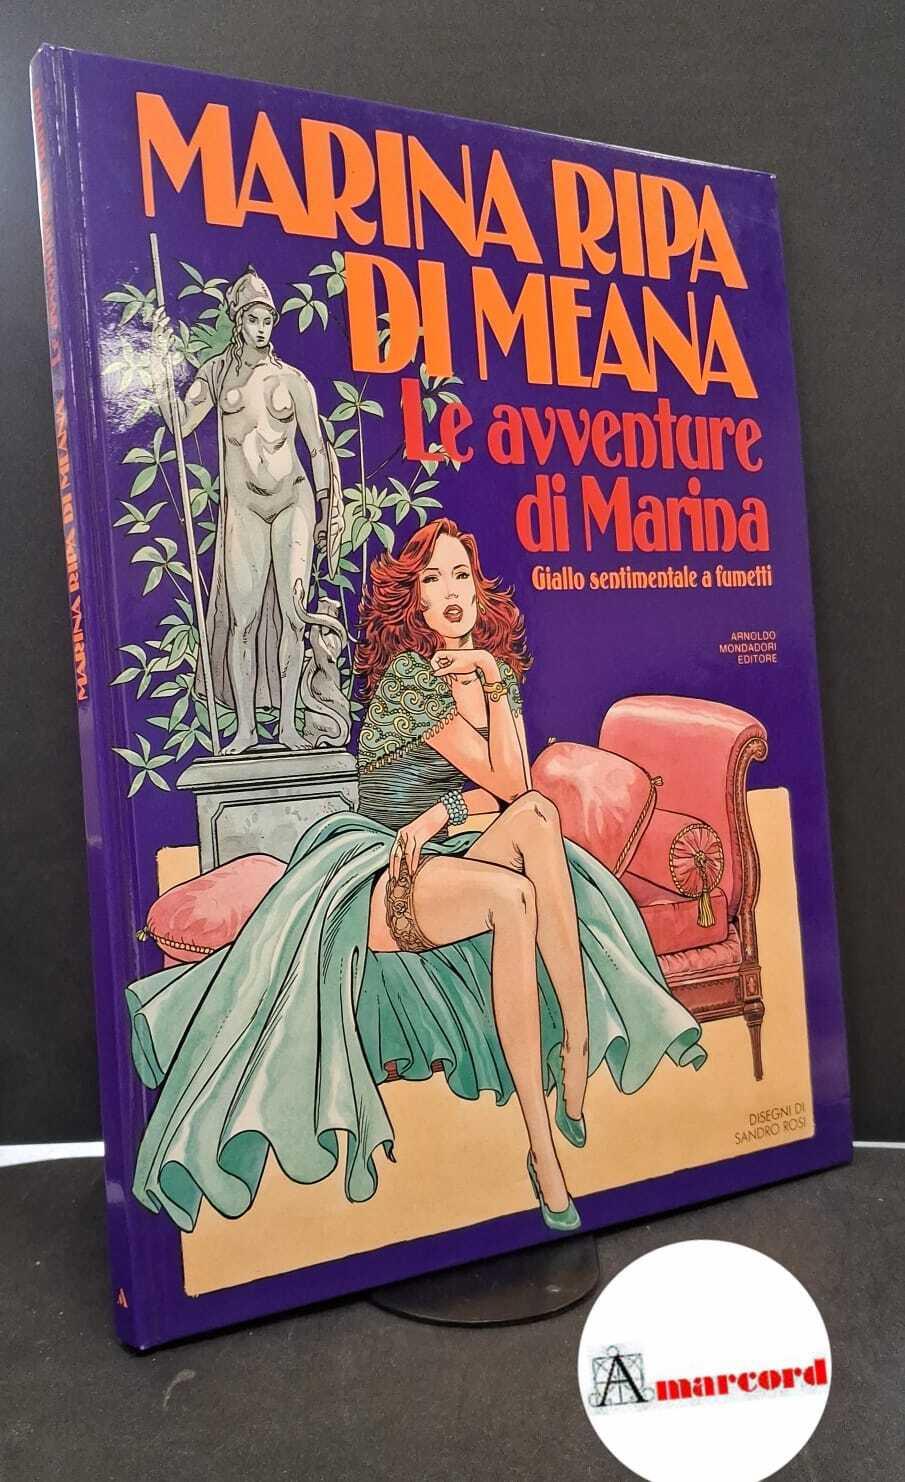 MARINA RIPA
DI MEANA
Le avventure
di Marina
Giallo sentimentale a fumetti
ARNOLDO
MONDADORI
EDITORE
DISEGNI DI
SANDRO ROSI
MARINA RIPA DI MEANA
Amarcord